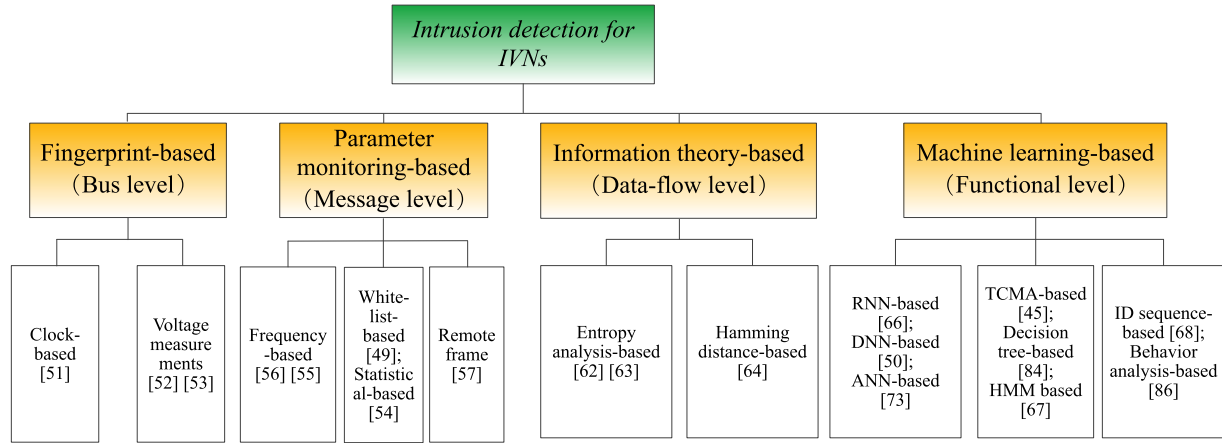 Intrusion detection for
IVNs
Fingerprint-based
（Bus level）
Parameter
monitoring-based
（Message level）
Information theory-based
（Data-flow level）
Machine learning-based
（Functional level）
Clock-
based
[51]
Voltage
measure
ments
[52] [53]
Frequency
-based
[56] [55]
White-
list-
based
[49];
Statistic
al-based
[54]
Remote
frame
[57]
Entropy
analysis-based
[62] [63]
Hamming
distance-based
[64]
RNN-based
[66];
DNN-based
[50];
ANN-based
[73]
TCMA-based
[45];
Decision
tree-based
[84];
HMM based
[67]
ID sequence-
based [68];
Behavior
analysis-based
[86]